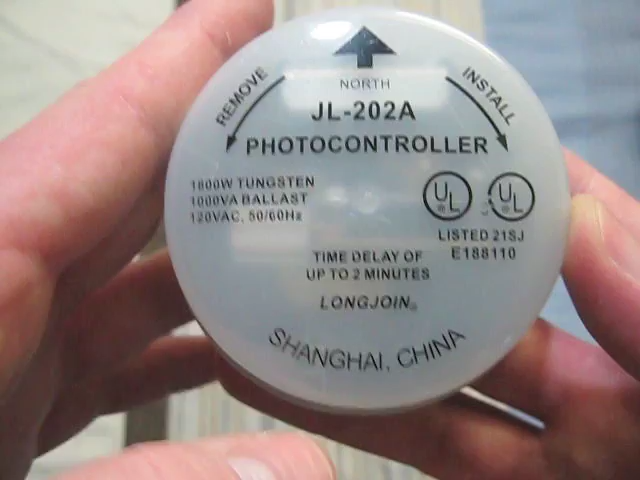 NORTH
REMOVE
INSTALL
JL-202A
PHOTOCONTROLLER
1800W TUNGSTEN
1000VA BALLAST
120VAC, 50/60Hz
UL
c UL
LISTED 21SJ
E188110
TIME DELAY OF
UP TO 2 MINUTES
LONGJOIN®
SHANGHAI, CHINA